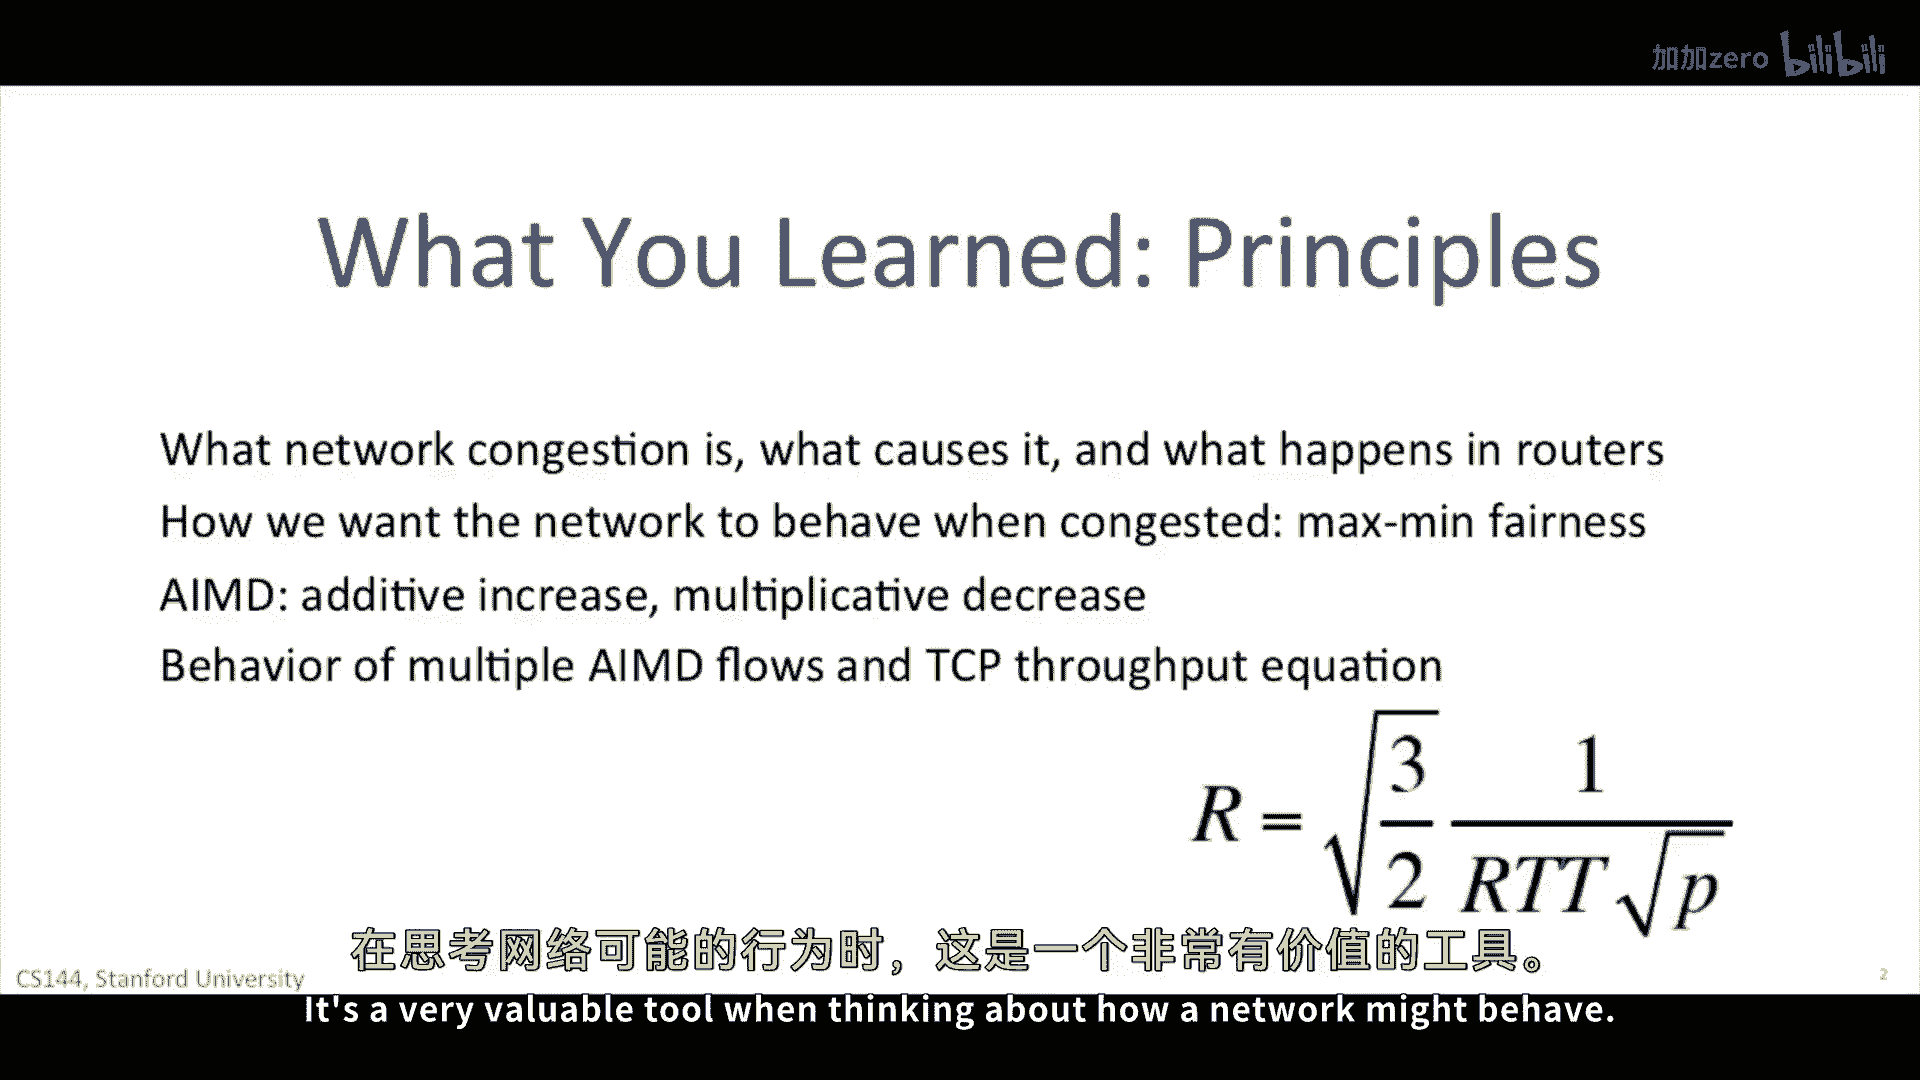 加加zero bilibili
What You Learned: Principles
What network congestion is, what causes it, and what happens in routers
How we want the network to behave when congested: max-min fairness
AIMD: additive increase, multiplicative decrease
Behavior of multiple AIMD flows and TCP throughput equation
R = √(3/2) 1/(RTT√p)
在思考网络可能的行为时，这是一个非常有价值的工具。
CS144, Stanford University
2
It's a very valuable tool when thinking about how a network might behave.